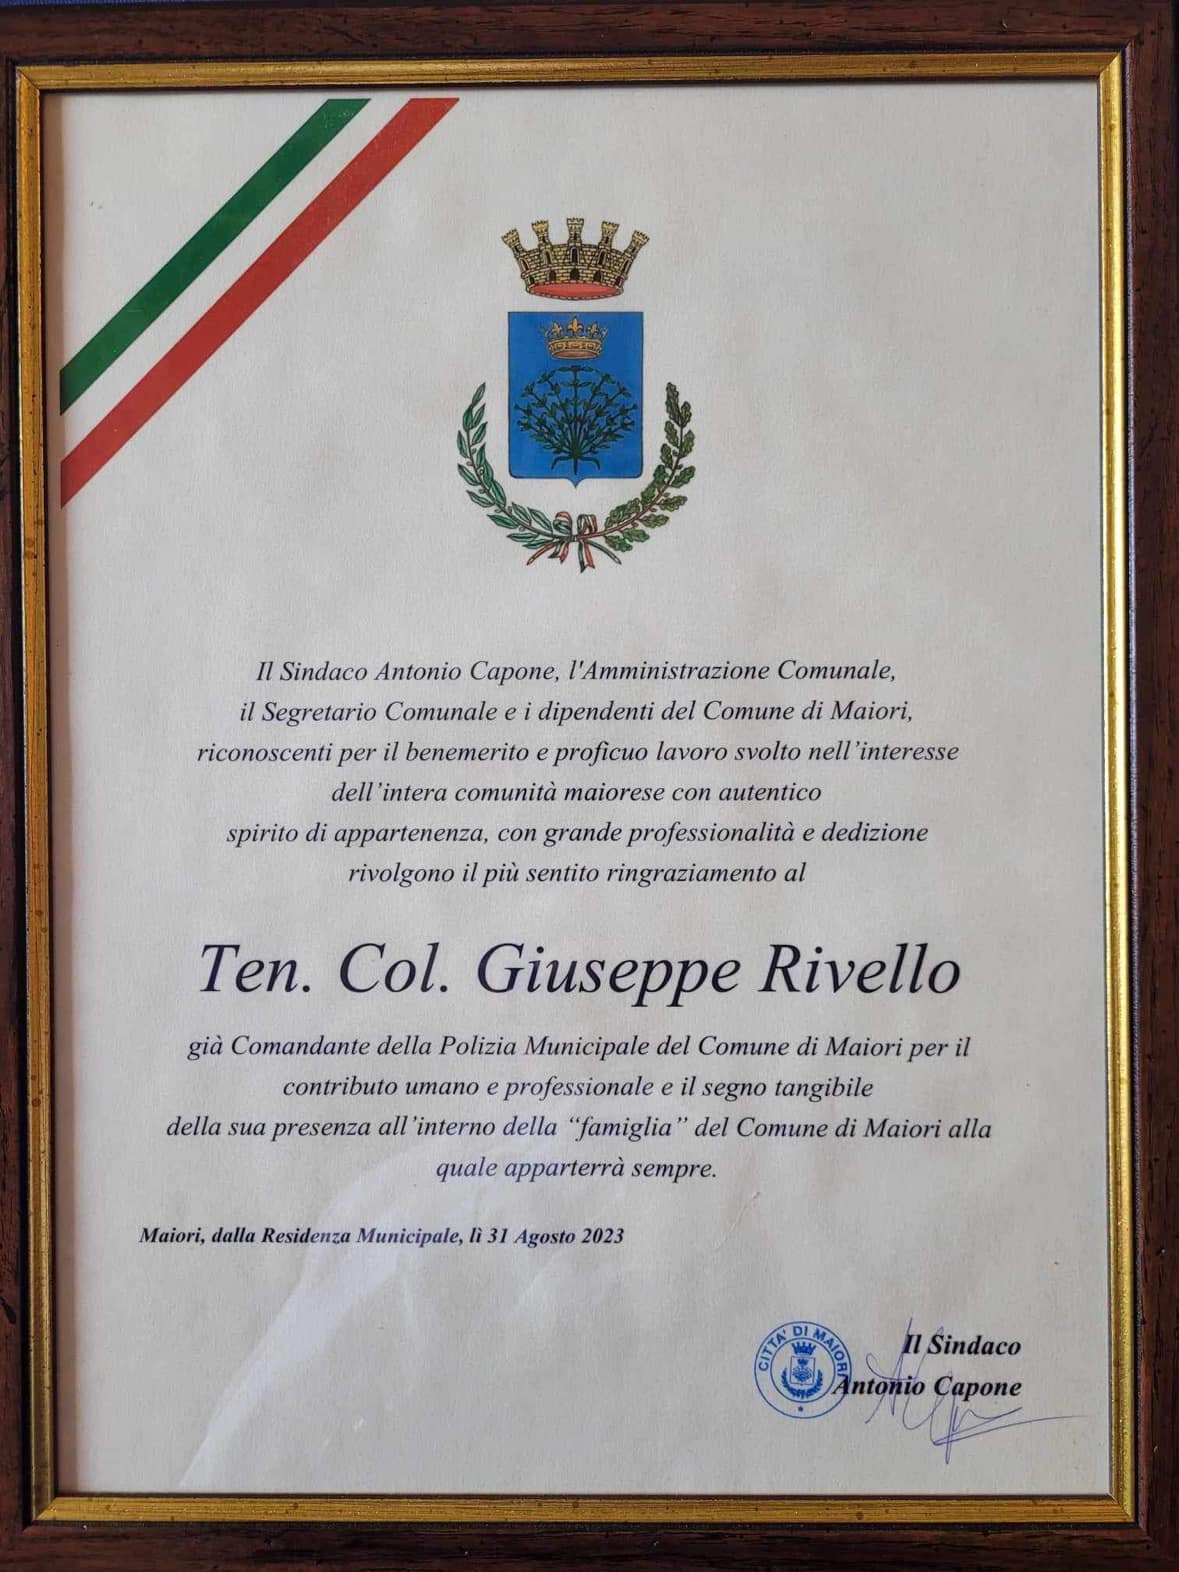 Il Sindaco Antonio Capone, l'Amministrazione Comunale,
il Segretario Comunale e i dipendenti del Comune di Maiori,
riconoscenti per il benemerito e proficuo lavoro svolto nell’interesse
dell’intera comunità maiorese con autentico
spirito di appartenenza, con grande professionalità e dedizione
rivolgono il più sentito ringraziamento al
Ten. Col. Giuseppe Rivello
già Comandante della Polizia Municipale del Comune di Maiori per il
contributo umano e professionale e il segno tangibile
della sua presenza all’interno della “famiglia” del Comune di Maiori alla
quale apparterrà sempre.
Maiori, dalla Residenza Municipale, lì 31 Agosto 2023
CITTA' DI MAIORI
Il Sindaco
Antonio Capone